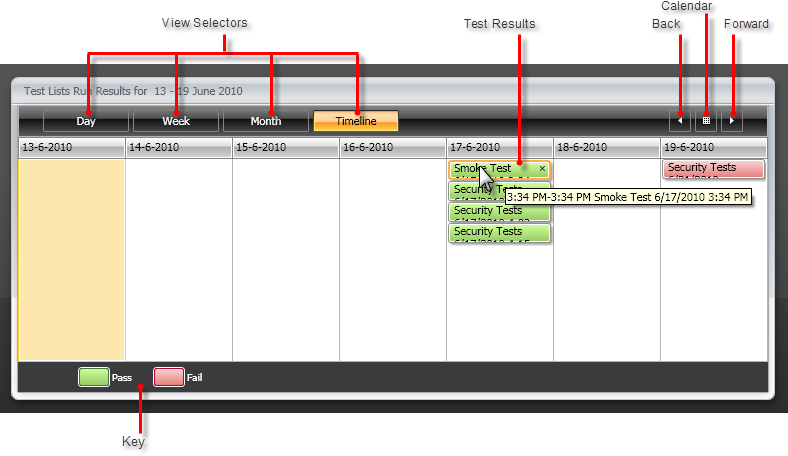 Calendar
View Selectors
Test Results
Back
Forward
Test Lists Run Results for 13 - 19 June 2010
Day
Week
Month
Timeline
13-6-2010
14-6-2010
15-6-2010
16-6-2010
17-6-2010
18-6-2010
19-6-2010
Smoke Test
Security Tests
3:34 PM-3:34 PM Smoke Test 6/17/2010 3:34 PM
Security Tests
Security Tests
Security Tests
Pass
Fail
Key